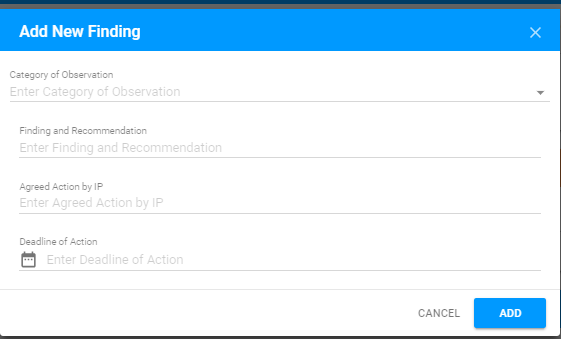 Add New Finding
Category of Observation
Enter Category of Observation
Finding and Recommendation
Enter Finding and Recommendation
Agreed Action by IP
Enter Agreed Action by IP
Deadline of Action
Enter Deadline of Action
CANCEL ADD